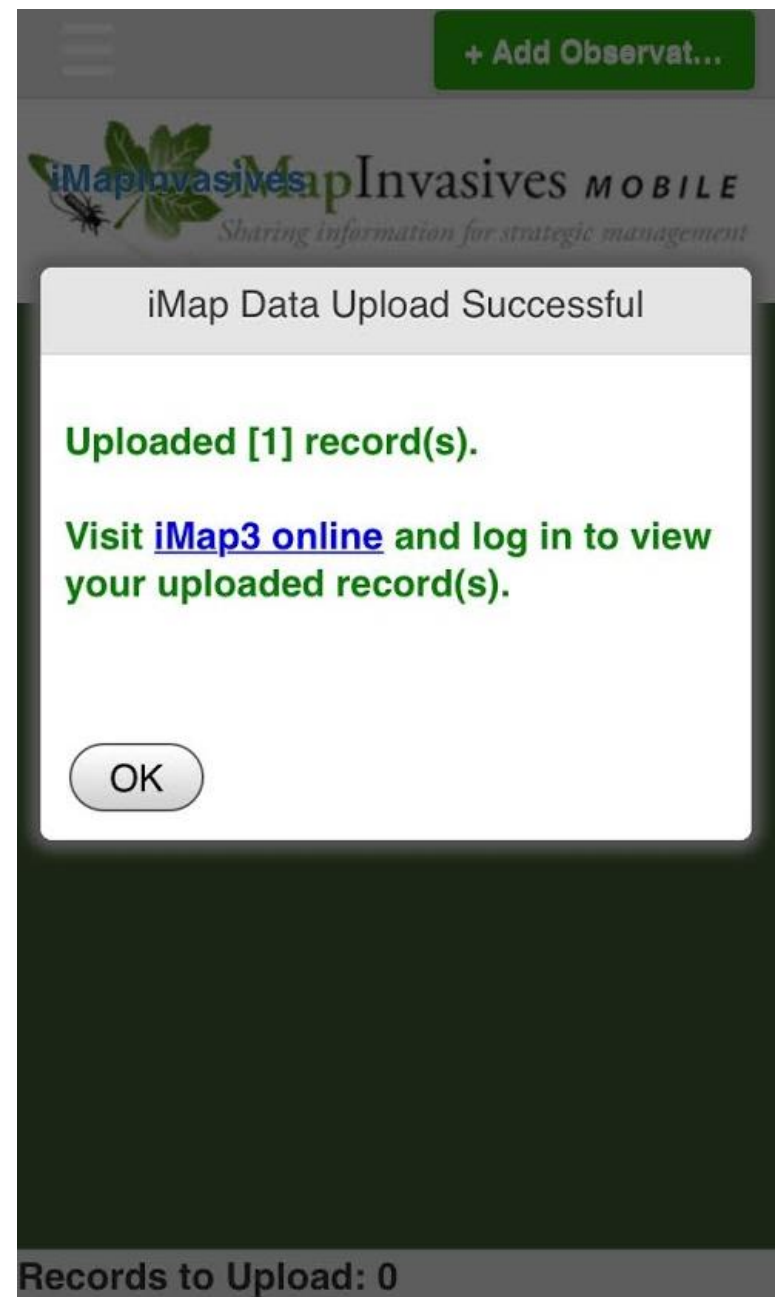 + Add Observat...
iMapInvasives
iMapInvasives MOBILE
Sharing information for strategic management
iMap Data Upload Successful
Uploaded [1] record(s).
Visit iMap3 online and log in to view
your uploaded record(s).
OK
Records to Upload: 0